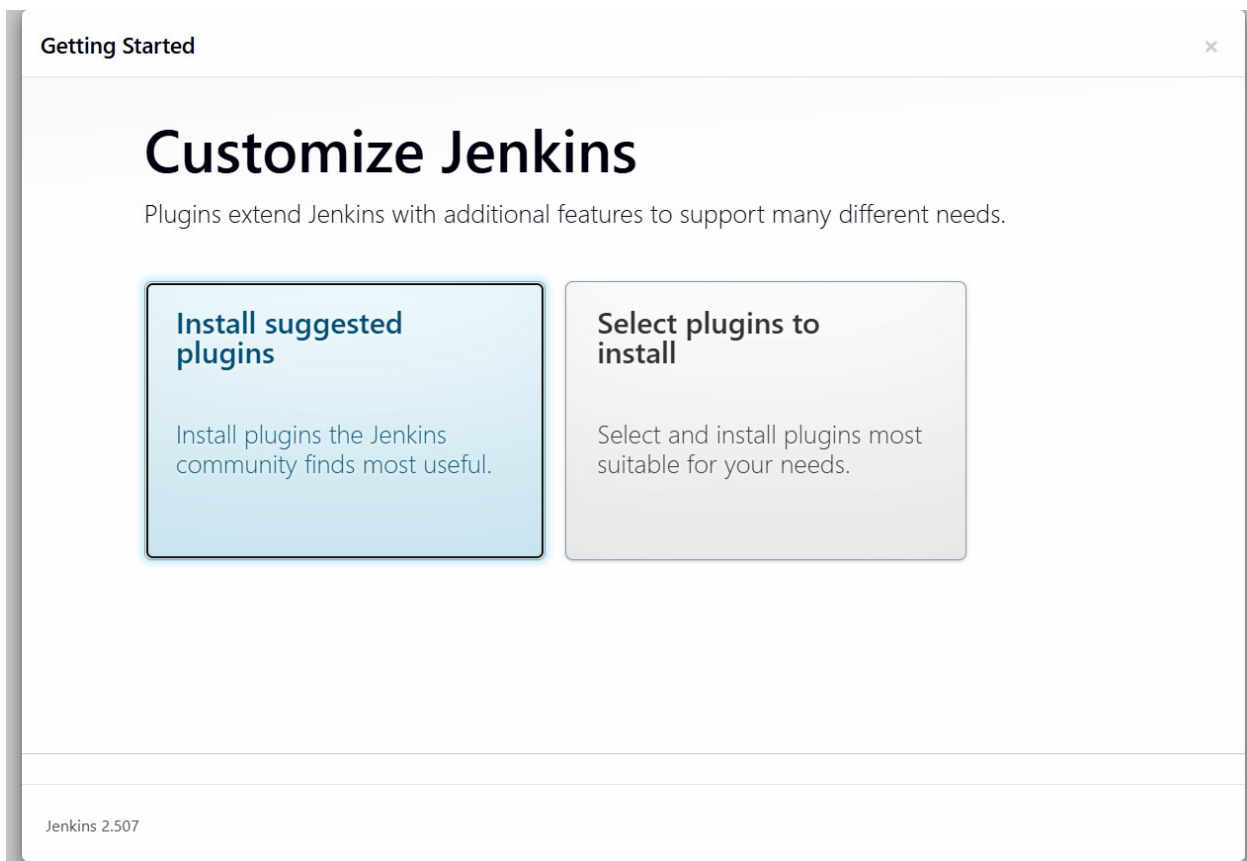 Getting Started
×
Customize Jenkins
Plugins extend Jenkins with additional features to support many different needs.
Install suggested
plugins
Install plugins the Jenkins
community finds most useful.
Select plugins to
install
Select and install plugins most
suitable for your needs.
Jenkins 2.507